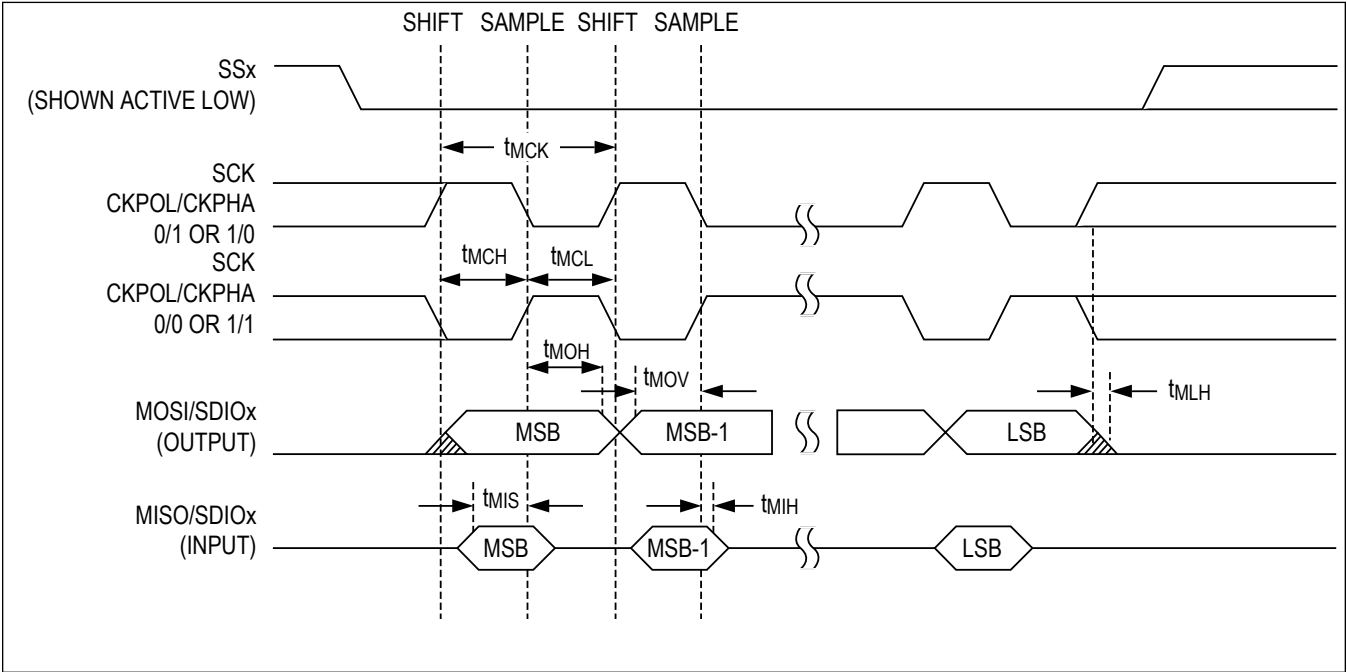 SHIFT SAMPLE SHIFT SAMPLE
SSx
(SHOWN ACTIVE LOW)
tMCK
SCK
CKPOL/CKPHA
0/1 OR 1/0
SCK
CKPOL/CKPHA
0/0 OR 1/1
tMCH
tMCL
tMOH
tMOV
tMLH
MOSI/SDIOx
(OUTPUT)
MSB
MSB-1
LSB
tMIS
tMIH
MISO/SDIOx
(INPUT)
MSB
MSB-1
LSB